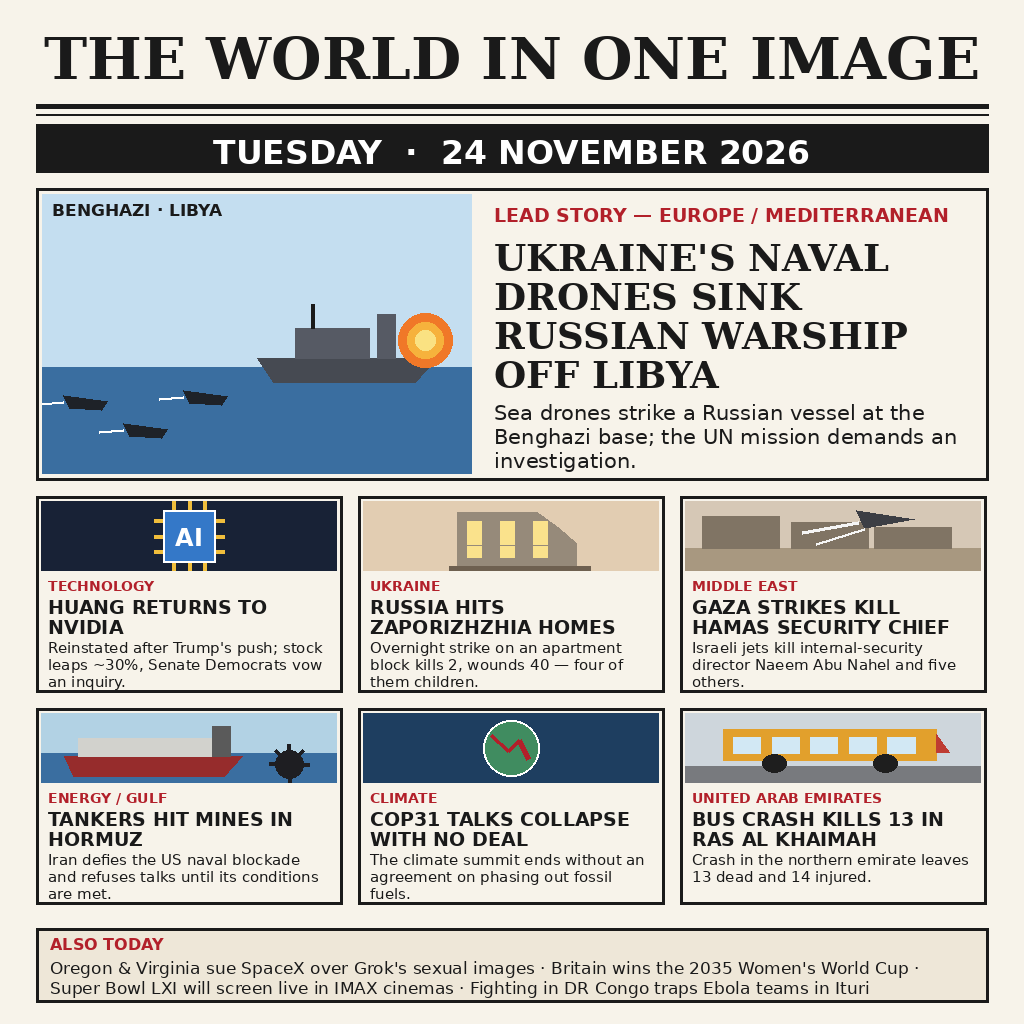 THE WORLD IN ONE IMAGE
TUESDAY · 24 NOVEMBER 2026
BENGHAZI · LIBYA
LEAD STORY — EUROPE / MEDITERRANEAN
UKRAINE'S NAVAL
DRONES SINK
RUSSIAN WARSHIP
OFF LIBYA
Sea drones strike a Russian vessel at the
Benghazi base; the UN mission demands an
investigation.
AI
TECHNOLOGY
HUANG RETURNS TO
NVIDIA
Reinstated after Trump's push; stock
leaps ~30%, Senate Democrats vow
an inquiry.
UKRAINE
RUSSIA HITS
ZAPORIZHZHIA HOMES
Overnight strike on an apartment
block kills 2, wounds 40 — four of
them children.
MIDDLE EAST
GAZA STRIKES KILL
HAMAS SECURITY CHIEF
Israeli jets kill internal-security
director Naeem Abu Nahel and five
others.
ENERGY / GULF
TANKERS HIT MINES IN
HORMUZ
Iran defies the US naval blockade
and refuses talks until its conditions
are met.
CLIMATE
COP31 TALKS COLLAPSE
WITH NO DEAL
The climate summit ends without an
agreement on phasing out fossil
fuels.
UNITED ARAB EMIRATES
BUS CRASH KILLS 13 IN
RAS AL KHAIMAH
Crash in the northern emirate leaves
13 dead and 14 injured.
ALSO TODAY
Oregon & Virginia sue SpaceX over Grok's sexual images · Britain wins the 2035 Women's World Cup ·
Super Bowl LXI will screen live in IMAX cinemas · Fighting in DR Congo traps Ebola teams in Ituri